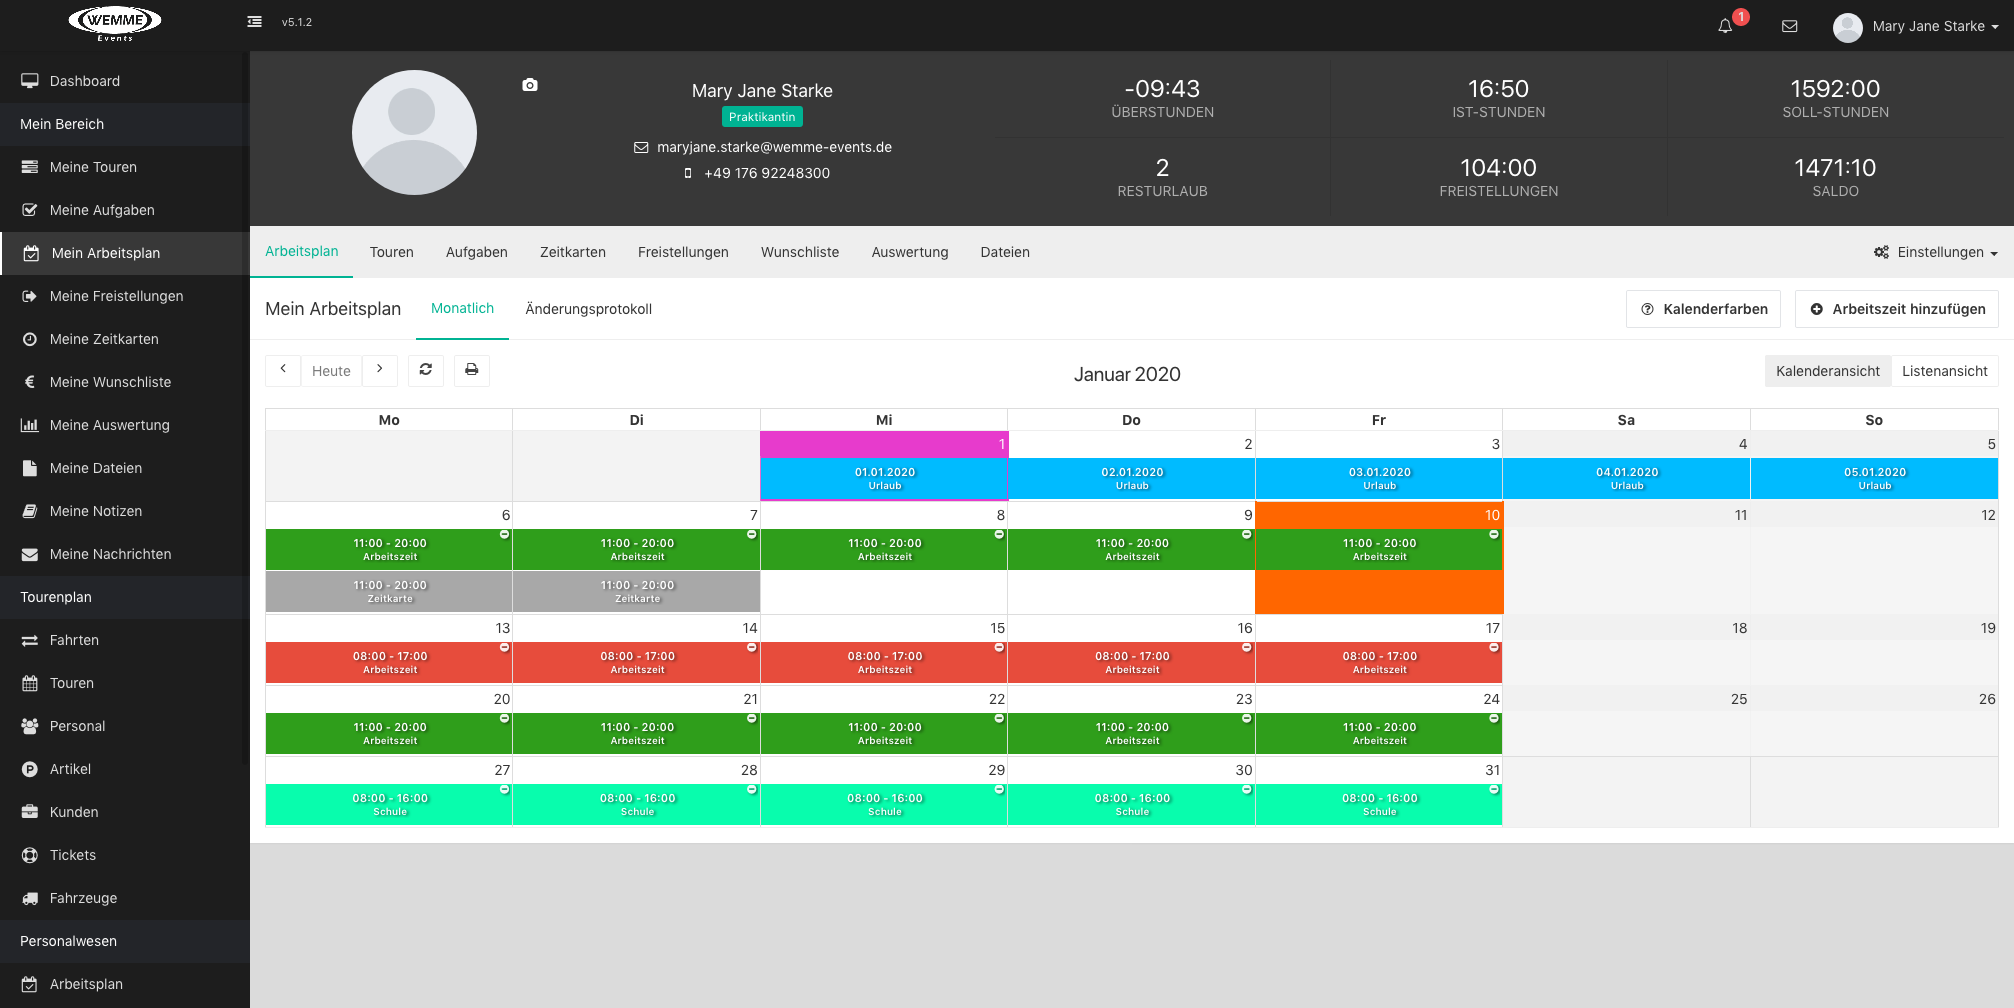 WEMME
Events
v5.1.2
1
Mary Jane Starke
Dashboard
Mein Bereich
Meine Touren
Meine Aufgaben
Mein Arbeitsplan
Meine Freistellungen
Meine Zeitkarten
Meine Wunschliste
Meine Auswertung
Meine Dateien
Meine Notizen
Meine Nachrichten
Tourenplan
Fahrten
Touren
Personal
Artikel
Kunden
Tickets
Fahrzeuge
Personalwesen
Arbeitsplan
Mary Jane Starke
Praktikantin
maryjane.starke@wemme-events.de
+49 176 92248300
-09:43
ÜBERSTUNDEN
16:50
IST-STUNDEN
1592:00
SOLL-STUNDEN
2
RESTURLAUB
104:00
FREISTELLUNGEN
1471:10
SALDO
Arbeitsplan Touren Aufgaben Zeitkarten Freistellungen Wunschliste Auswertung Dateien Einstellungen
Mein Arbeitsplan Monatlich Änderungsprotokoll Kalenderfarben Arbeitszeit hinzufügen
Heute Januar 2020 Kalenderansicht Listenansicht
Mo Di Mi Do Fr Sa So
1 2 3 4 5
01.01.2020 02.01.2020 03.01.2020 04.01.2020 05.01.2020
Urlaub Urlaub Urlaub Urlaub Urlaub
6 7 8 9 10 11 12
11:00 - 20:00 11:00 - 20:00 11:00 - 20:00 11:00 - 20:00 11:00 - 20:00
Arbeitszeit Arbeitszeit Arbeitszeit Arbeitszeit Arbeitszeit
11:00 - 20:00 11:00 - 20:00
Zeitkarte Zeitkarte
13 14 15 16 17 18 19
08:00 - 17:00 08:00 - 17:00 08:00 - 17:00 08:00 - 17:00 08:00 - 17:00
Arbeitszeit Arbeitszeit Arbeitszeit Arbeitszeit Arbeitszeit
20 21 22 23 24 25 26
11:00 - 20:00 11:00 - 20:00 11:00 - 20:00 11:00 - 20:00 11:00 - 20:00
Arbeitszeit Arbeitszeit Arbeitszeit Arbeitszeit Arbeitszeit
27 28 29 30 31
08:00 - 16:00 08:00 - 16:00 08:00 - 16:00 08:00 - 16:00 08:00 - 16:00
Schule Schule Schule Schule Schule